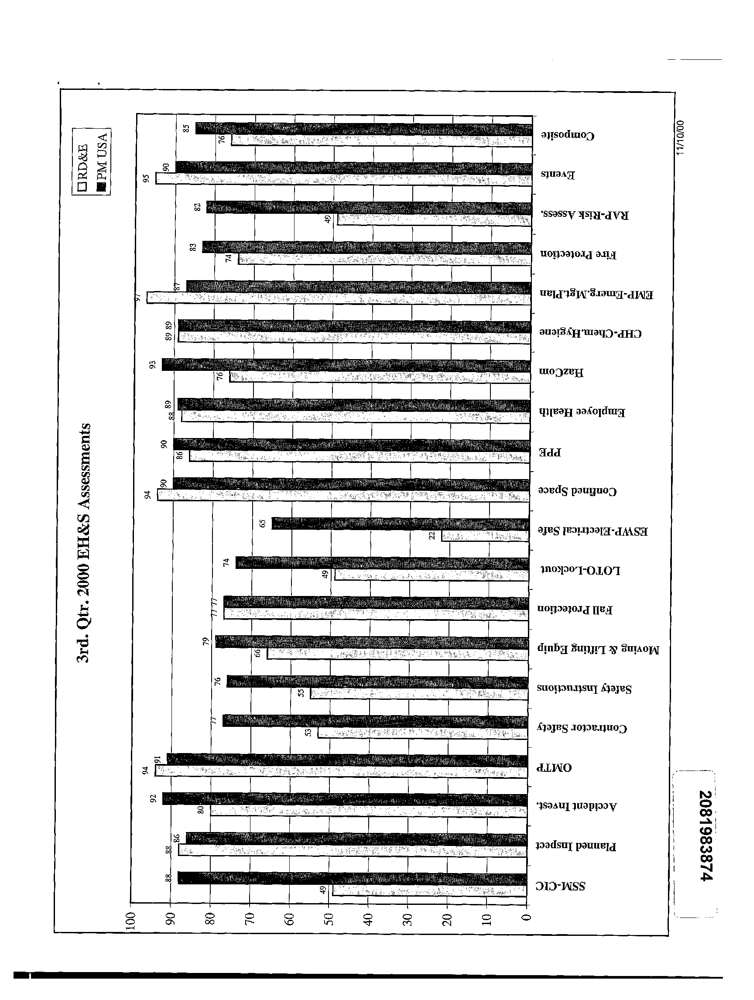 3rd. Qtr. 2000 EH&S Assessments
RD&E
PM USA
100
90
80
70
60
50
40
30
20
10
0
49 88
88 86
80 92
94 91
53 77
55 76
66 79
77 77
49 74
22 65
94 90
86 90
88 89
76 93
89 89
97 87
74 83
49 82
95 90
76 85
SSM-CIC
Planned Inspect
Accident Invest.
OMTP
Contractor Safety
Safety Instructions
Moving & Lifting Equip
Fall Protection
LOTO-Lockout
ESWP-Electrical Safe
Confined Space
PPE
Employee Health
HazCom
CHP-Chem.Hygiene
EMP-Emerg.Mgt.Plan
Fire Protection
RAP-Risk Assess.
Events
Composite
11/10/00
2081983874